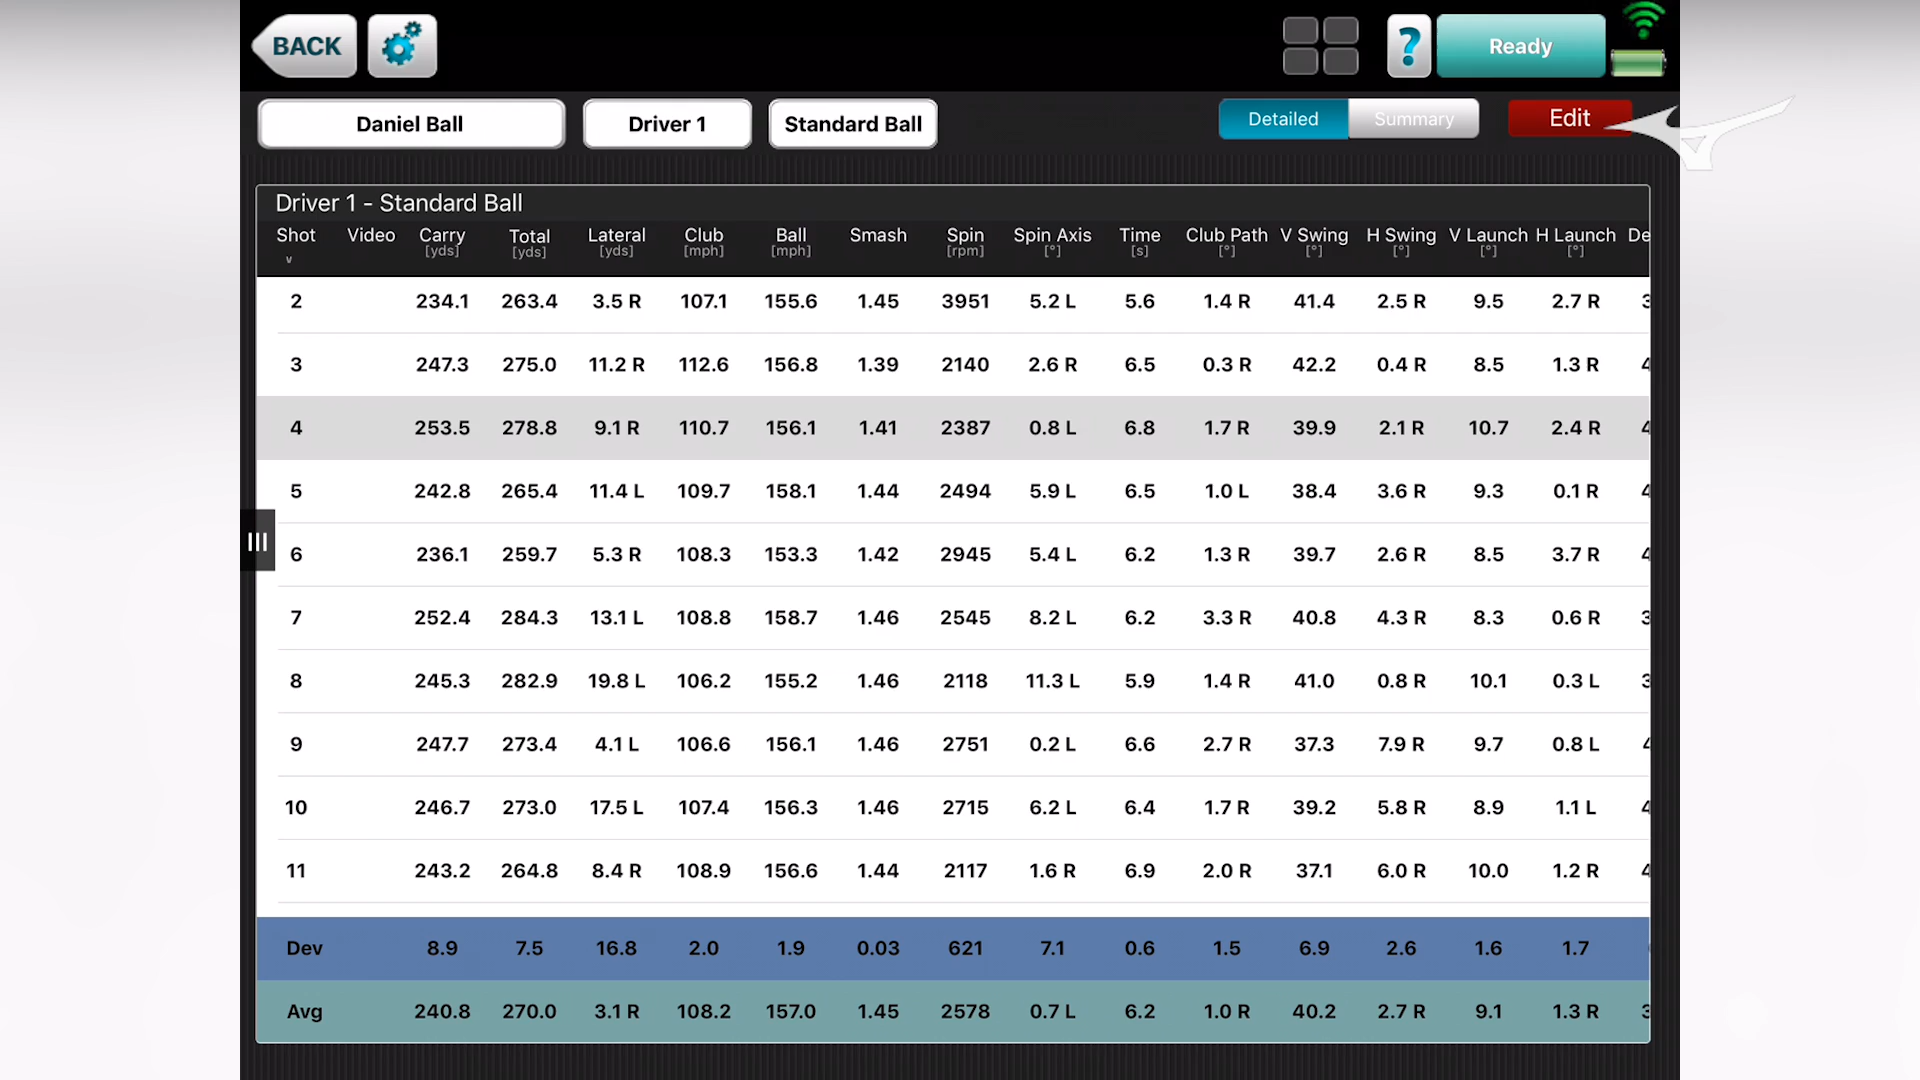 BACK
?
Ready
Daniel Ball
Driver 1
Standard Ball
Detailed
Summary
Edit
Driver 1 - Standard Ball
Shot Video Carry Total Lateral Club Ball Smash Spin Spin Axis Time Club Path V Swing H Swing V Launch H Launch De
v [yds] [yds] [yds] [mph] [mph] [rpm] [°] [s] [°] [°] [°] [°] [°]
2 234.1 263.4 3.5 R 107.1 155.6 1.45 3951 5.2 L 5.6 1.4 R 41.4 2.5 R 9.5 2.7 R
3 247.3 275.0 11.2 R 112.6 156.8 1.39 2140 2.6 R 6.5 0.3 R 42.2 0.4 R 8.5 1.3 R
4 253.5 278.8 9.1 R 110.7 156.1 1.41 2387 0.8 L 6.8 1.7 R 39.9 2.1 R 10.7 2.4 R
5 242.8 265.4 11.4 L 109.7 158.1 1.44 2494 5.9 L 6.5 1.0 L 38.4 3.6 R 9.3 0.1 R
6 236.1 259.7 5.3 R 108.3 153.3 1.42 2945 5.4 L 6.2 1.3 R 39.7 2.6 R 8.5 3.7 R
7 252.4 284.3 13.1 L 108.8 158.7 1.46 2545 8.2 L 6.2 3.3 R 40.8 4.3 R 8.3 0.6 R
8 245.3 282.9 19.8 L 106.2 155.2 1.46 2118 11.3 L 5.9 1.4 R 41.0 0.8 R 10.1 0.3 L
9 247.7 273.4 4.1 L 106.6 156.1 1.46 2751 0.2 L 6.6 2.7 R 37.3 7.9 R 9.7 0.8 L
10 246.7 273.0 17.5 L 107.4 156.3 1.46 2715 6.2 L 6.4 1.7 R 39.2 5.8 R 8.9 1.1 L
11 243.2 264.8 8.4 R 108.9 156.6 1.44 2117 1.6 R 6.9 2.0 R 37.1 6.0 R 10.0 1.2 R
Dev 8.9 7.5 16.8 2.0 1.9 0.03 621 7.1 0.6 1.5 6.9 2.6 1.6 1.7
Avg 240.8 270.0 3.1 R 108.2 157.0 1.45 2578 0.7 L 6.2 1.0 R 40.2 2.7 R 9.1 1.3 R